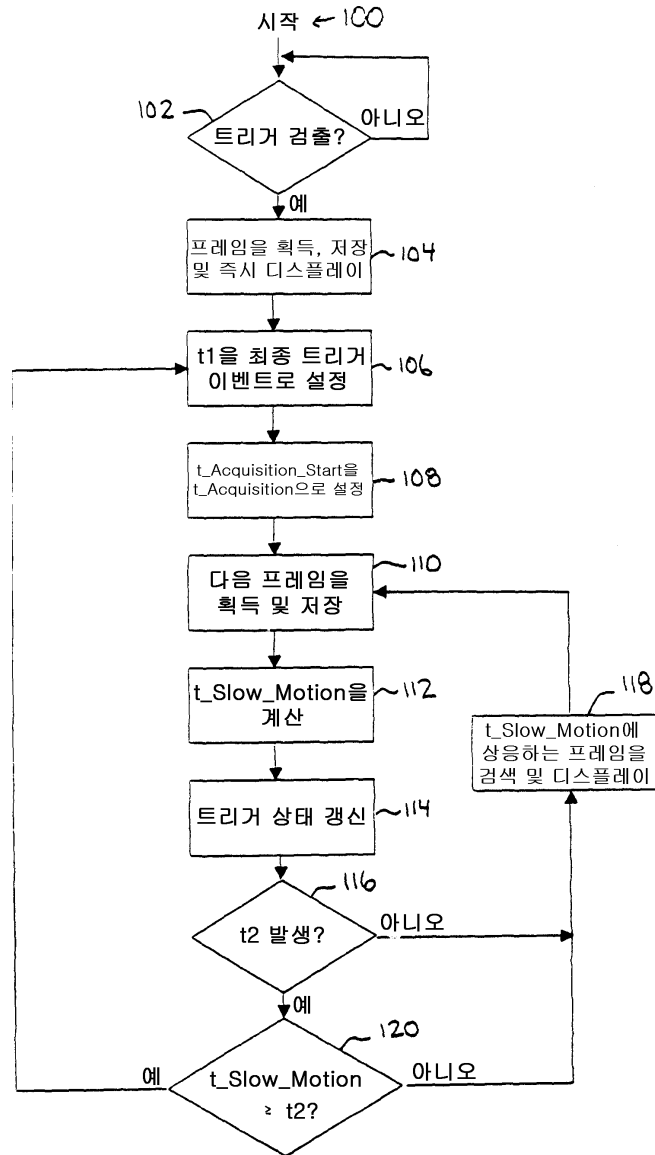 시작 ← 100
102
트리거 검출?
아니오
예
프레임을 획득, 저장
및 즉시 디스플레이
104
t1을 최종 트리거
이벤트로 설정
106
t_Acquisition_Start을
t_Acquisition으로 설정
108
다음 프레임을
획득 및 저장
110
t_Slow_Motion을
계산
112
트리거 상태 갱신
114
t_Slow_Motion에
상응하는 프레임을
검색 및 디스플레이
118
t2 발생?
116
아니오
예
t_Slow_Motion
≥ t2?
120
예
아니오